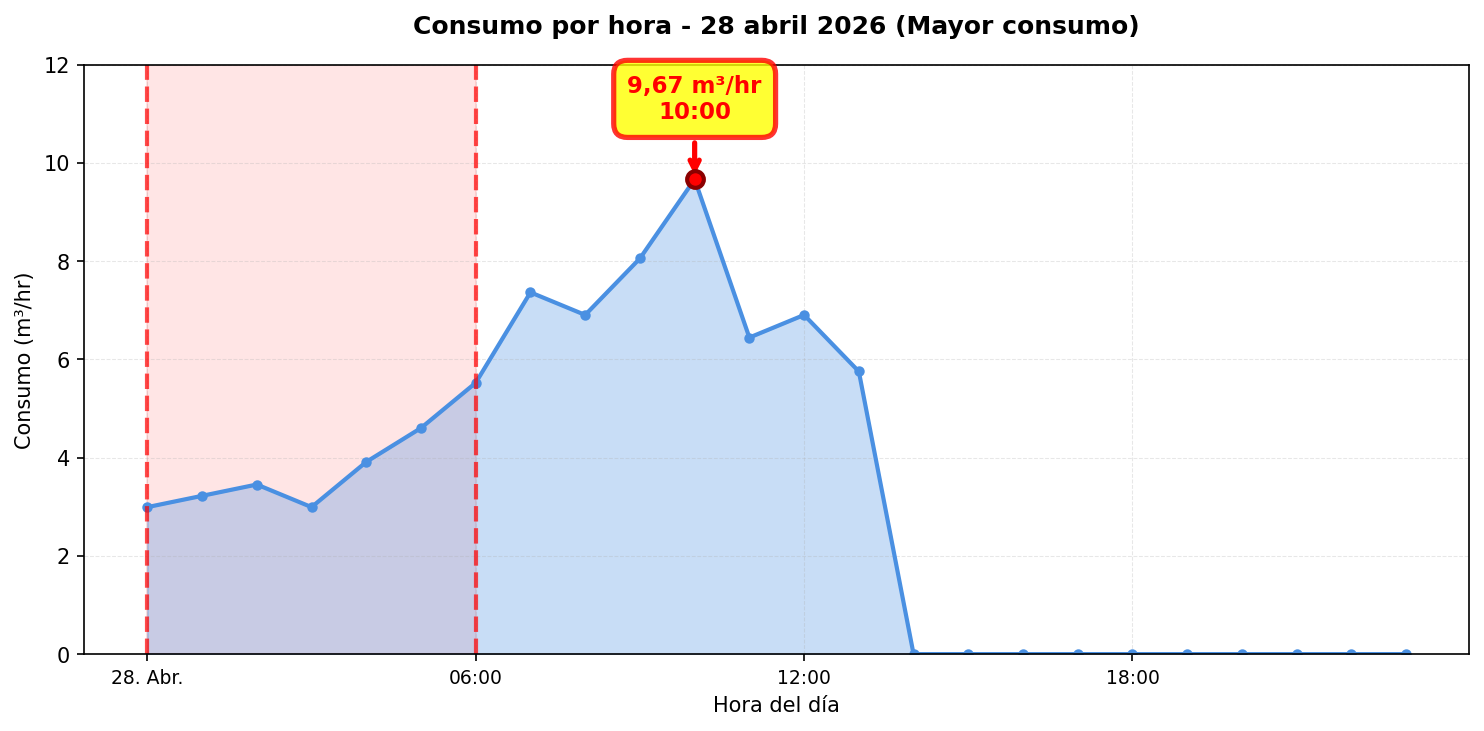 Consumo por hora - 28 abril 2026 (Mayor consumo)
9,67 m³/hr
10:00
12
10
8
6
4
2
0
Consumo (m³/hr)
28. Abr.
06:00
12:00
18:00
Hora del día